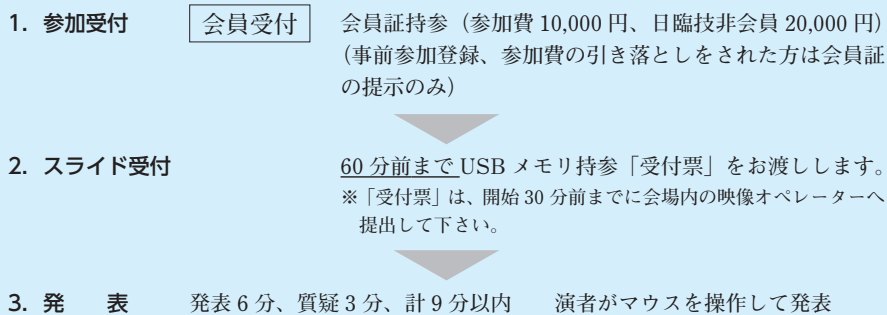 1. 参加受付 会員受付 会員証持参（参加費 10,000 円、日臨技非会員 20,000 円）
（事前参加登録、参加費の引き落としをされた方は会員証
の提示のみ）
2. スライド受付 60 分前まで USB メモリ持参「受付票」をお渡しします。
※「受付票」は、開始 30 分前までに会場内の映像オペレーターへ
提出して下さい。
3. 発　表 発表 6 分、質疑 3 分、計 9 分以内　演者がマウスを操作して発表